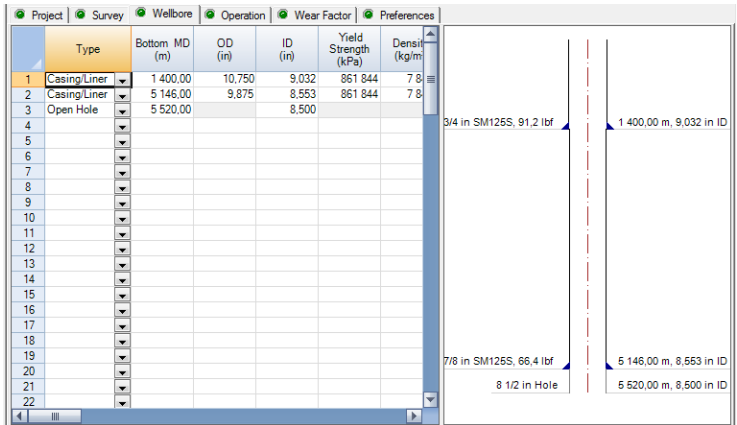 Project Survey Wellbore Operation Wear Factor Preferences
Type Bottom MD (m) OD (in) ID (in) Yield Strength (kPa) Densit (kg/m
1 Casing/Liner 1 400,00 10,750 9,032 861 844 7 8
2 Casing/Liner 5 146,00 9,875 8,553 861 844 7 8
3 Open Hole 5 520,00 8,500
4
5
6
7
8
9
10
11
12
13
14
15
16
17
18
19
20
21
22
3/4 in SM125S, 91,2 lbf 1 400,00 m, 9,032 in ID
7/8 in SM125S, 66,4 lbf 5 146,00 m, 8,553 in ID
8 1/2 in Hole 5 520,00 m, 8,500 in ID